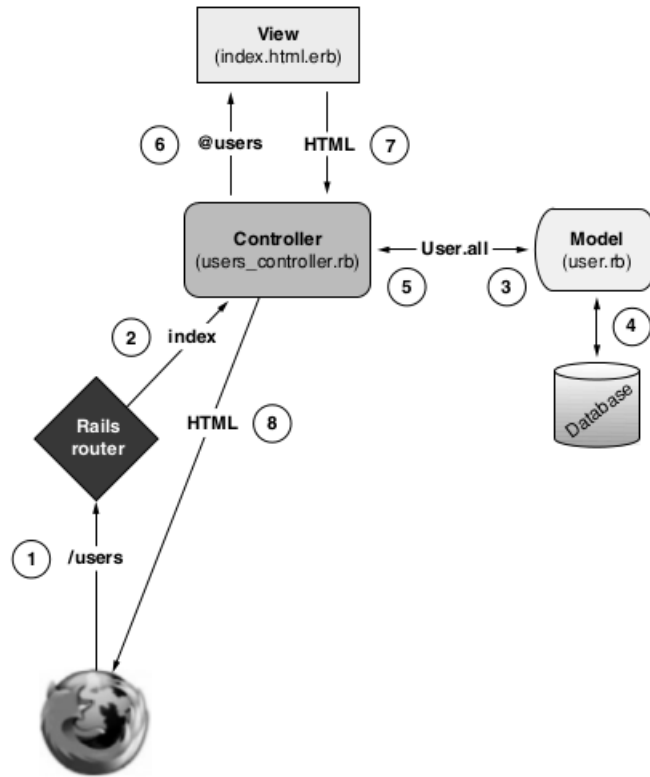 View
(index.html.erb)
6 @users HTML 7
Controller
(users_controller.rb)
User.all
Model
(user.rb)
5 3
4
2 index
Database
Rails
router
HTML 8
1 /users